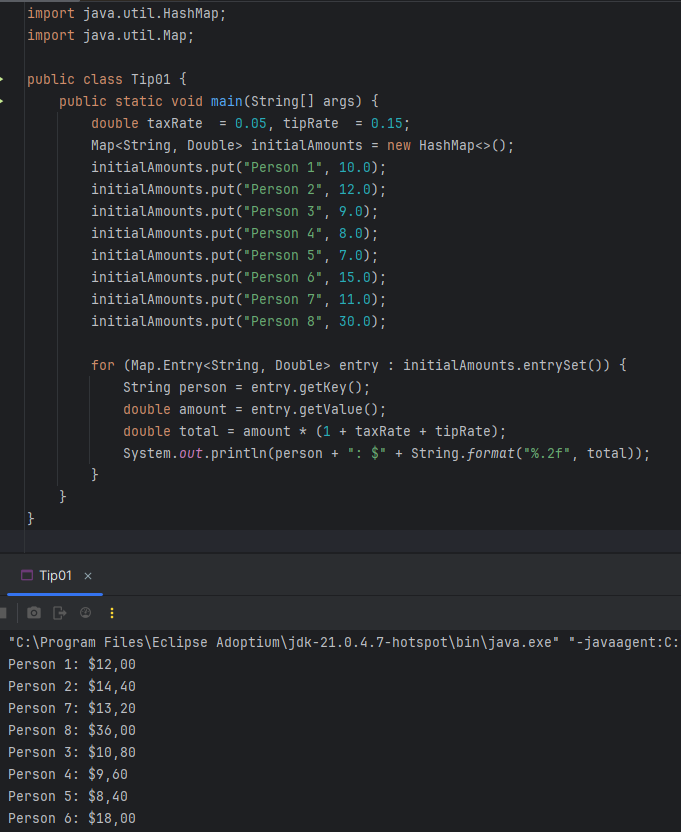 import java.util.HashMap;
import java.util.Map;

public class Tip01 {
    public static void main(String[] args) {
        double taxRate  = 0.05, tipRate  = 0.15;
        Map<String, Double> initialAmounts = new HashMap<>();
        initialAmounts.put("Person 1", 10.0);
        initialAmounts.put("Person 2", 12.0);
        initialAmounts.put("Person 3", 9.0);
        initialAmounts.put("Person 4", 8.0);
        initialAmounts.put("Person 5", 7.0);
        initialAmounts.put("Person 6", 15.0);
        initialAmounts.put("Person 7", 11.0);
        initialAmounts.put("Person 8", 30.0);

        for (Map.Entry<String, Double> entry : initialAmounts.entrySet()) {
            String person = entry.getKey();
            double amount = entry.getValue();
            double total = amount * (1 + taxRate + tipRate);
            System.out.println(person + ": $" + String.format("%.2f", total));
        }
    }
}
Tip01
"C:\Program Files\Eclipse Adoptium\jdk-21.0.4.7-hotspot\bin\java.exe" "-javaagent:C:
Person 1: $12,00
Person 2: $14,40
Person 7: $13,20
Person 8: $36,00
Person 3: $10,80
Person 4: $9,60
Person 5: $8,40
Person 6: $18,00